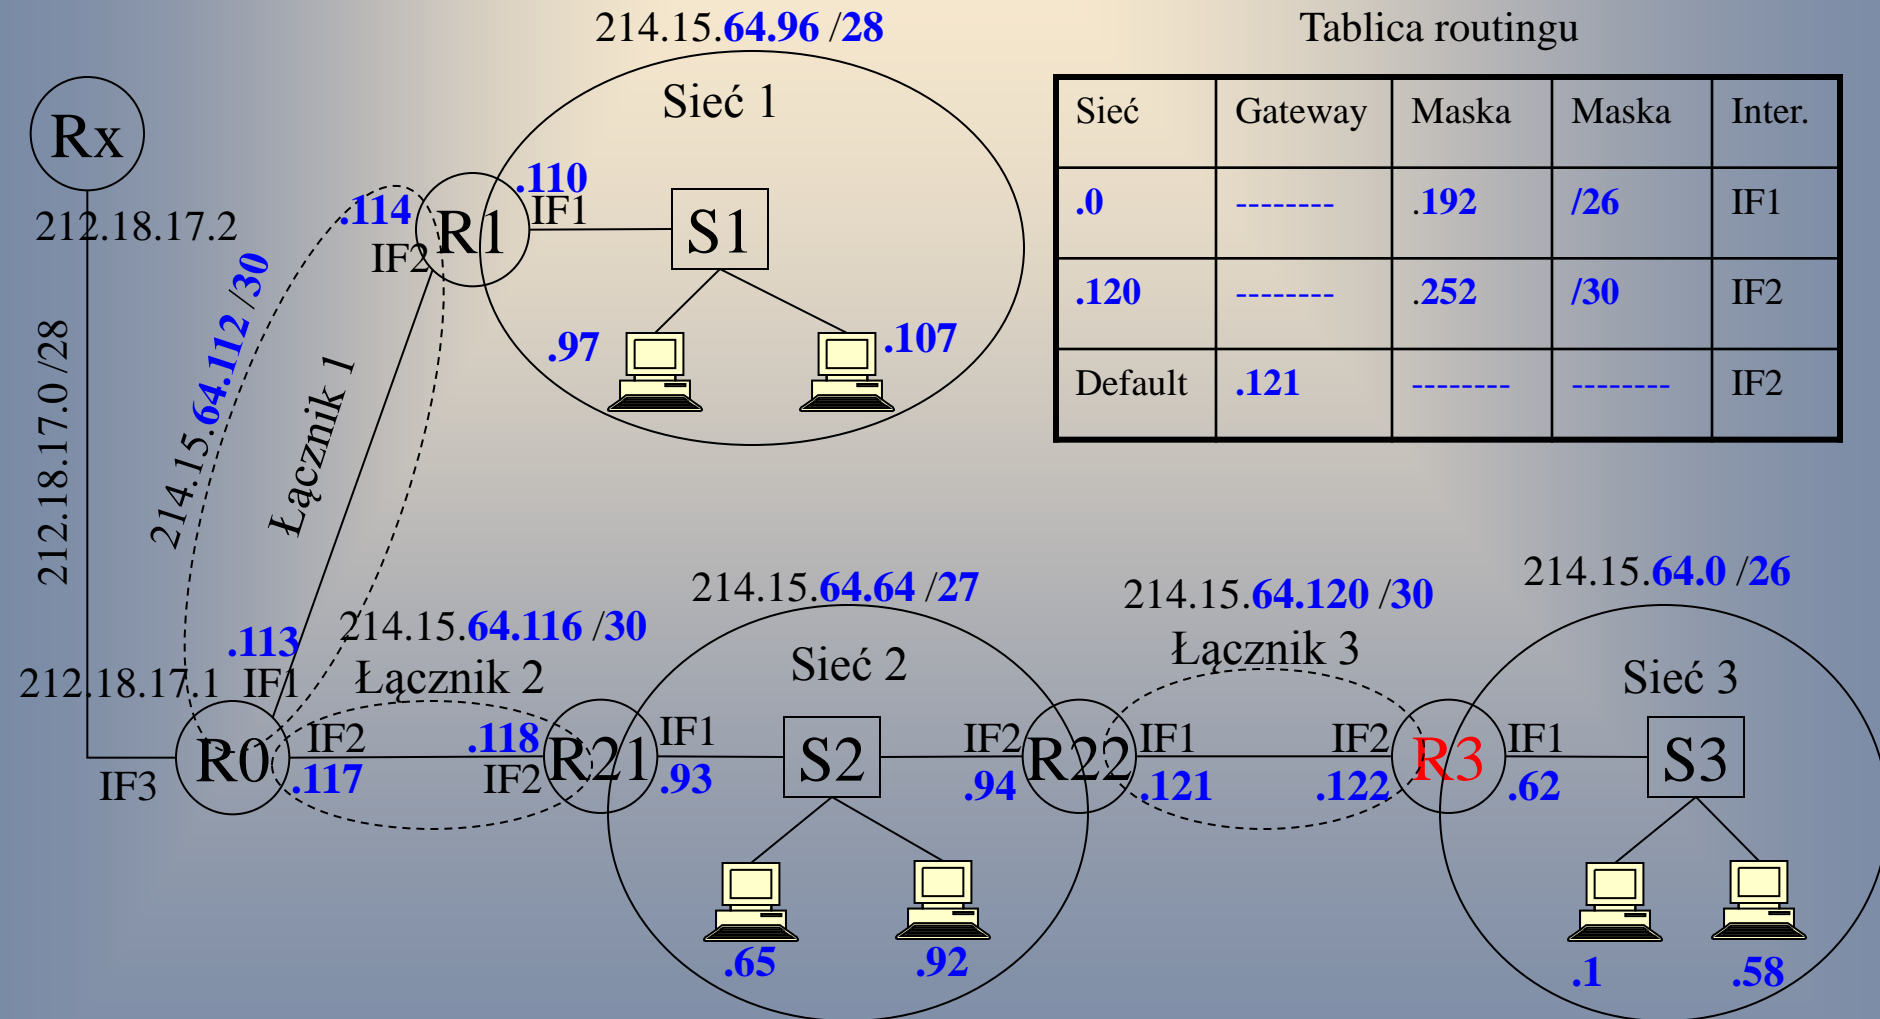 214.15.64.96 /28
Tablica routingu
Sieć Gateway Maska Maska Inter.
.0 -------- .192 /26 IF1
.120 -------- .252 /30 IF2
Default .121 -------- -------- IF2
Rx
212.18.17.2
212.18.17.0 /28
Sieć 1
.110
IF1
.114
IF2
R1
S1
.97
.107
214.15.64.112 /30
Łącznik 1
.113
IF1
212.18.17.1
IF3
R0
214.15.64.116 /30
Łącznik 2
IF2
.117
.118
IF2
R21
IF1
.93
214.15.64.64 /27
Sieć 2
S2
.65
.92
IF2
.94
R22
IF1
.121
214.15.64.120 /30
Łącznik 3
IF2
.122
R3
IF1
.62
214.15.64.0 /26
Sieć 3
S3
.1
.58